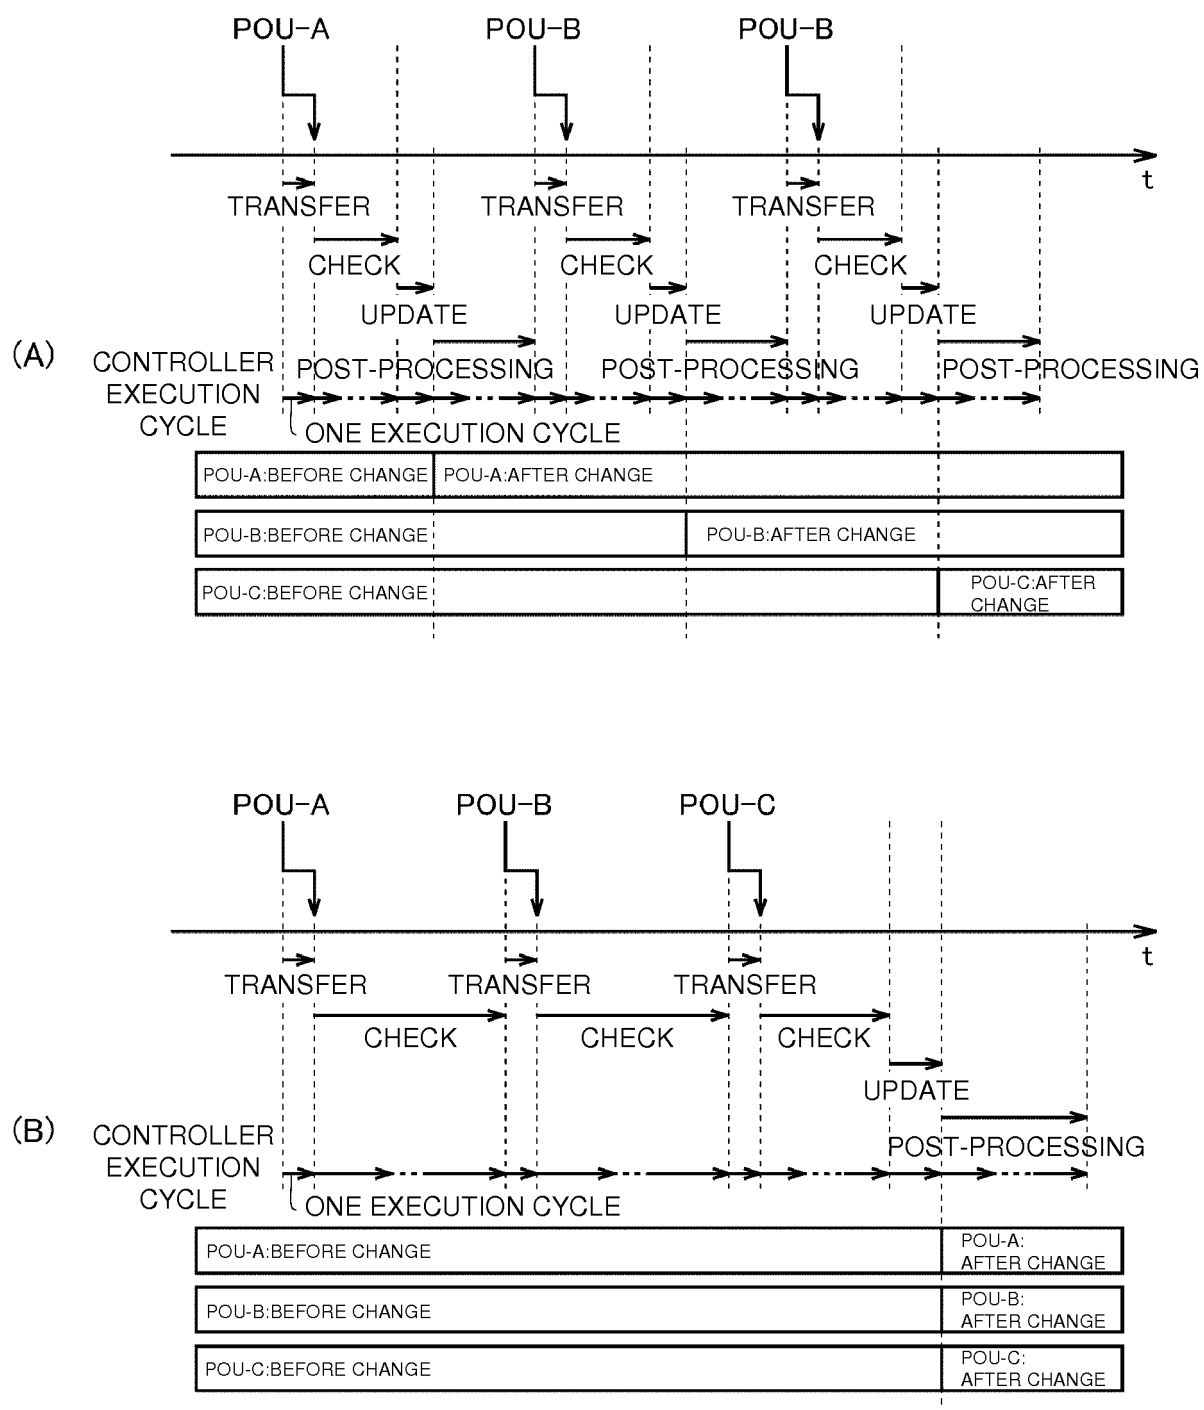 POU-A POU-B POU-B
t
TRANSFER TRANSFER TRANSFER
CHECK CHECK CHECK
UPDATE UPDATE UPDATE
(A)
CONTROLLER
EXECUTION
CYCLE
POST-PROCESSING POST-PROCESSING POST-PROCESSING
ONE EXECUTION CYCLE
POU-A:BEFORE CHANGE POU-A:AFTER CHANGE
POU-B:BEFORE CHANGE POU-B:AFTER CHANGE
POU-C:BEFORE CHANGE POU-C:AFTER
CHANGE
POU-A POU-B POU-C
t
TRANSFER TRANSFER TRANSFER
CHECK CHECK CHECK
UPDATE
(B)
CONTROLLER
EXECUTION
CYCLE
POST-PROCESSING
ONE EXECUTION CYCLE
POU-A:BEFORE CHANGE POU-A:
AFTER CHANGE
POU-B:BEFORE CHANGE POU-B:
AFTER CHANGE
POU-C:BEFORE CHANGE POU-C:
AFTER CHANGE